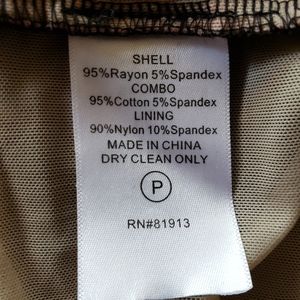 SHELL
95%Rayon 5%Spandex
COMBO
95%Cotton 5%Spandex
LINING
90%Nylon 10%Spandex
MADE IN CHINA
DRY CLEAN ONLY
P
RN#81913